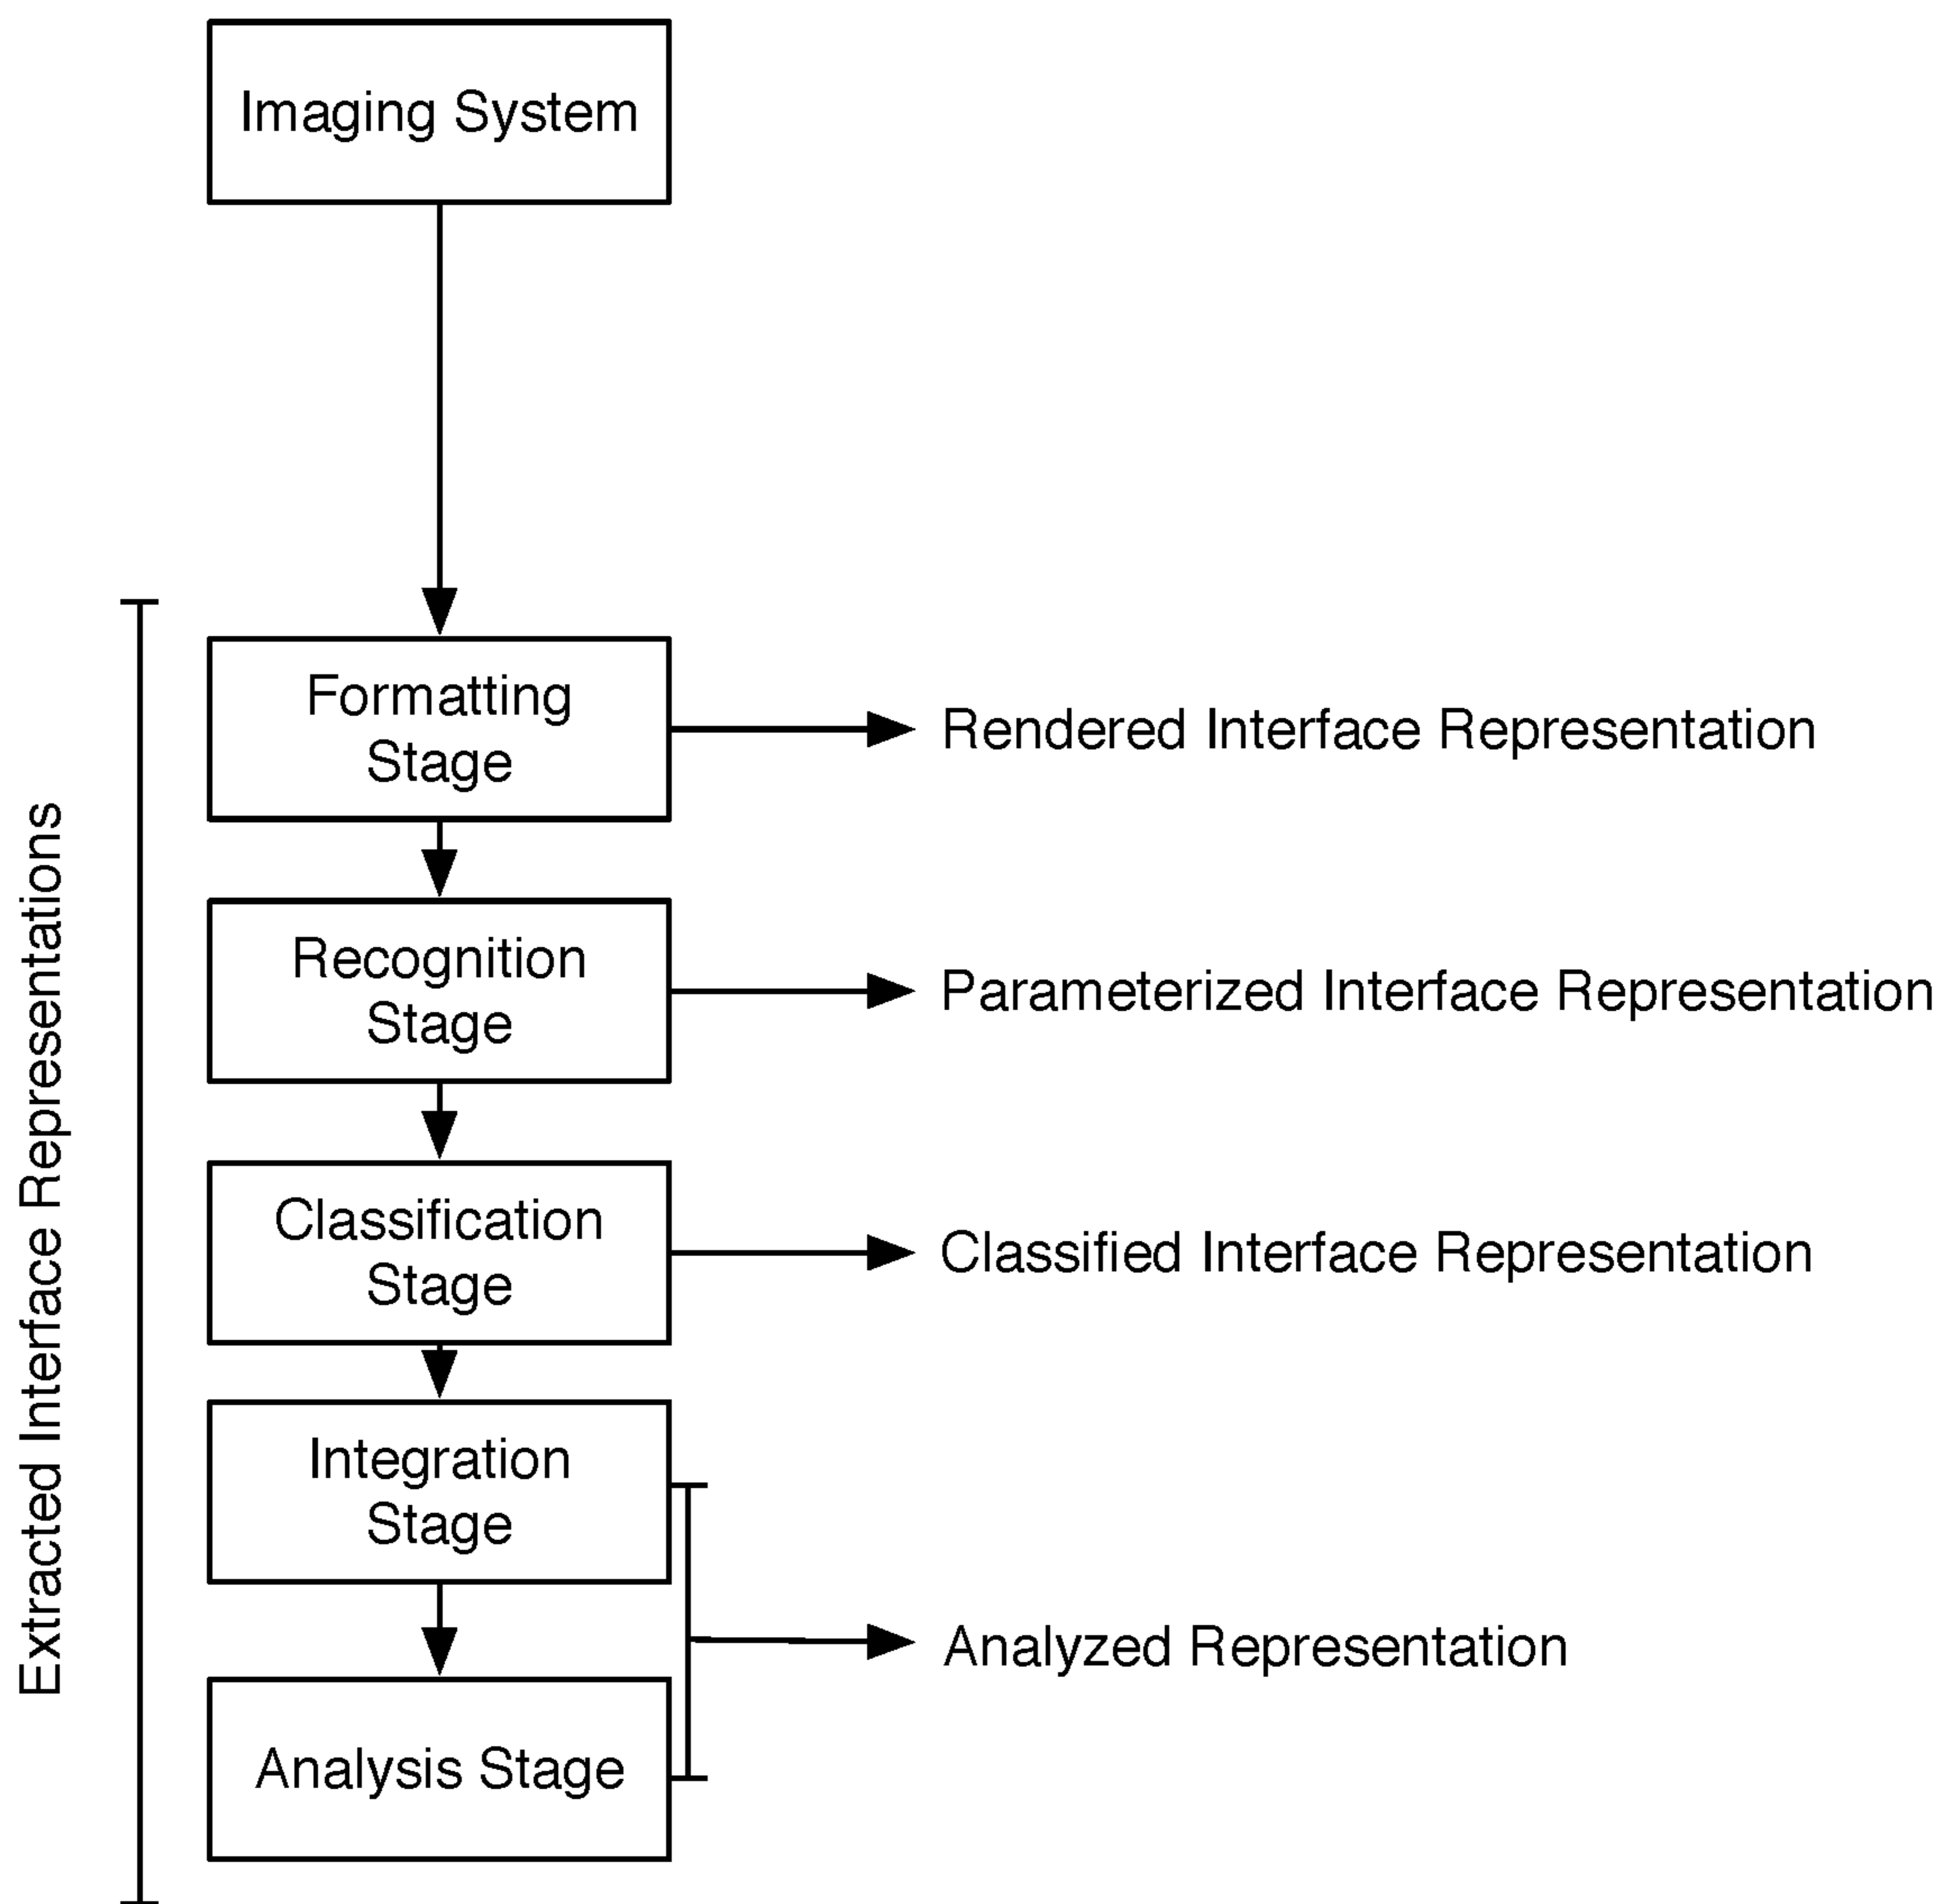 Imaging System
Formatting
Stage
Rendered Interface Representation
Recognition
Stage
Parameterized Interface Representation
Classification
Stage
Classified Interface Representation
Integration
Stage
Analyzed Representation
Analysis Stage
Extracted Interface Representations